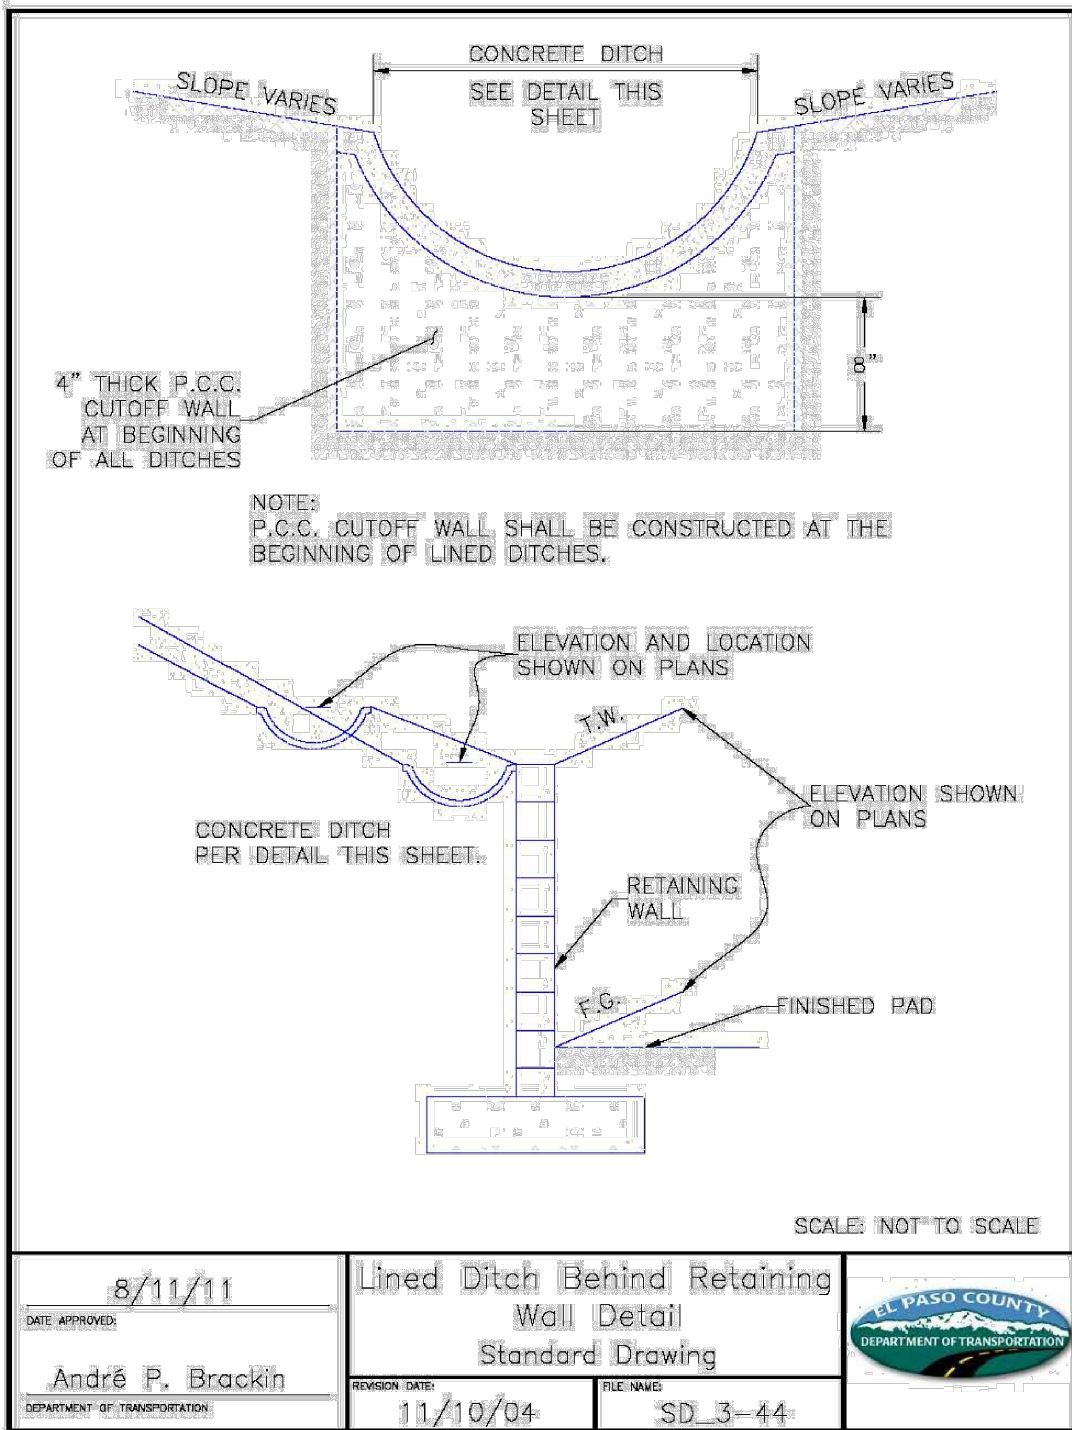 CONCRETE DITCH
SEE DETAIL THIS
SHEET
SLOPE VARIES
SLOPE VARIES
8"
4" THICK P.C.C.
CUTOFF WALL
AT BEGINNING
OF ALL DITCHES
NOTE:
P.C.C. CUTOFF WALL SHALL BE CONSTRUCTED AT THE
BEGINNING OF LINED DITCHES.
ELEVATION AND LOCATION
SHOWN ON PLANS
T.W.
ELEVATION SHOWN
ON PLANS
CONCRETE DITCH
PER DETAIL THIS SHEET.
RETAINING
WALL
F.G.
FINISHED PAD
SCALE: NOT TO SCALE
8/11/11
DATE APPROVED:
André P. Brackin
DEPARTMENT OF TRANSPORTATION
Lined Ditch Behind Retaining
Wall Detail
Standard Drawing
REVISION DATE:
11/10/04
FILE NAME:
SD_3-44
EL PASO COUNTY
DEPARTMENT OF TRANSPORTATION